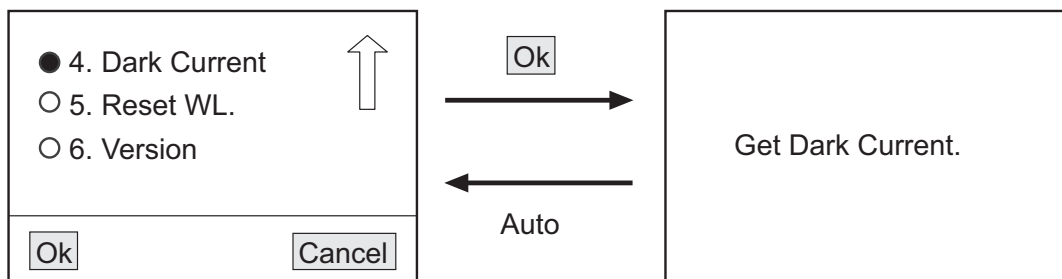 4. Dark Current
5. Reset WL.
6. Version
Ok Cancel
Ok
Auto
Get Dark Current.